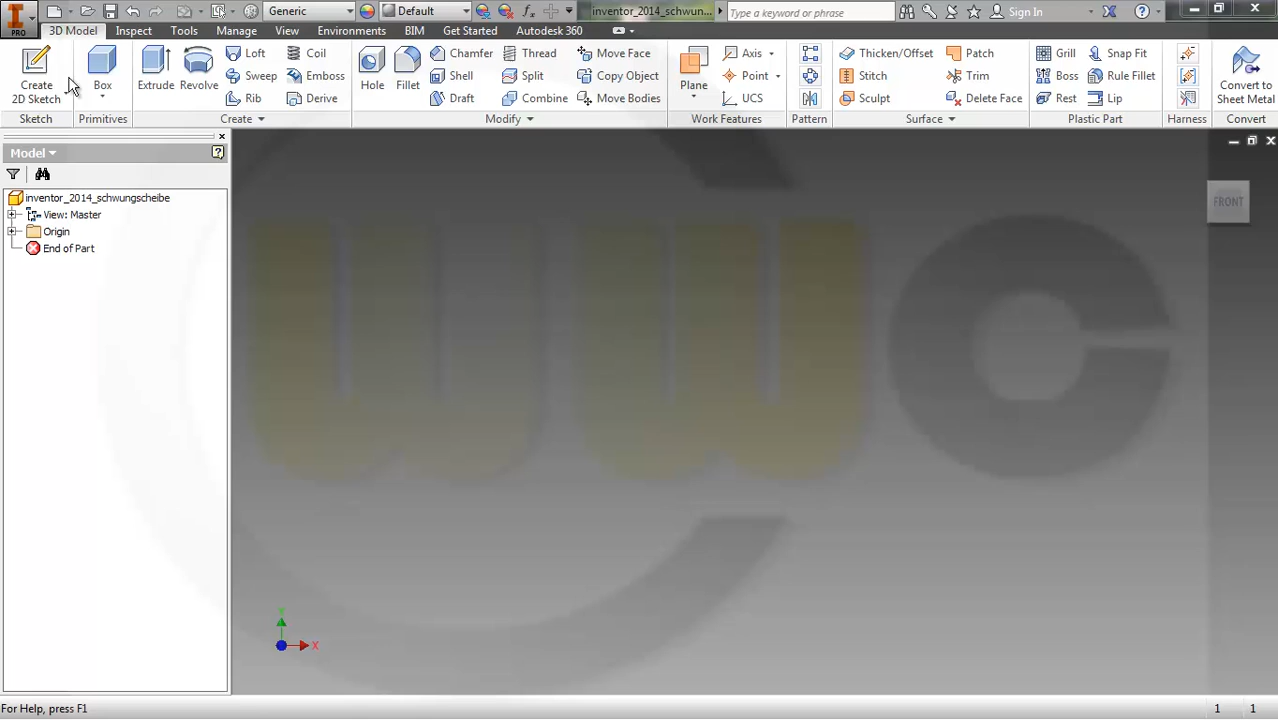 PRO
Generic
Default
inventor_2014_schwun...
Type a keyword or phrase
Sign In
3D Model
Inspect
Tools
Manage
View
Environments
BIM
Get Started
Autodesk 360
Create
2D Sketch
Box
Extrude
Revolve
Loft
Sweep
Rib
Coil
Emboss
Derive
Hole
Fillet
Chamfer
Shell
Draft
Thread
Split
Combine
Move Face
Copy Object
Move Bodies
Plane
Axis
Point
UCS
Thicken/Offset
Stitch
Sculpt
Patch
Trim
Delete Face
Grill
Boss
Rest
Snap Fit
Rule Fillet
Lip
Convert to
Sheet Metal
Sketch
Primitives
Create
Modify
Work Features
Pattern
Surface
Plastic Part
Harness
Convert
Model
inventor_2014_schwungscheibe
View: Master
Origin
End of Part
FRONT
uwc
Y
X
For Help, press F1
1
1